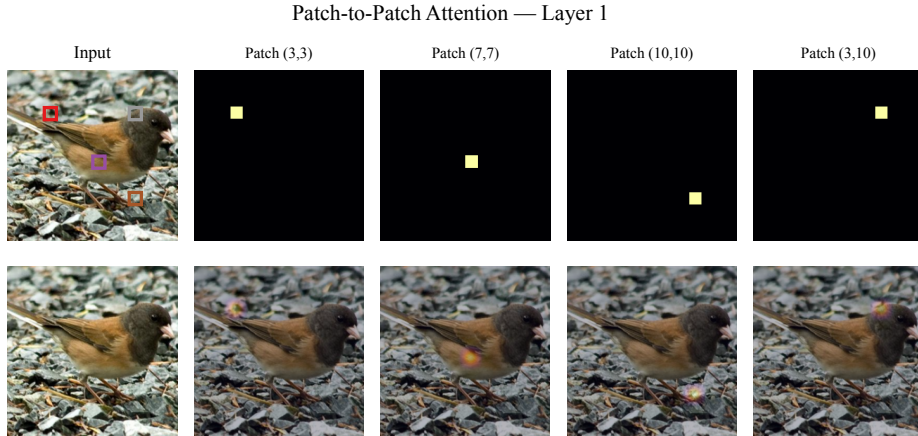 Patch-to-Patch Attention — Layer 1
Input
Patch (3,3)
Patch (7,7)
Patch (10,10)
Patch (3,10)